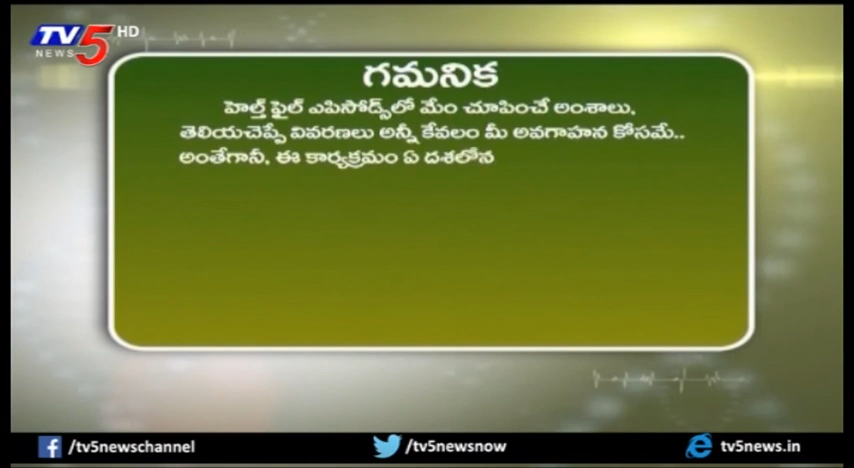 TV5 HD
NEWS
గమనిక
హెల్త్ ఫైల్ ఎపిసోడ్స్‌లో మేం చూపించే అంశాలు,
తెలియచెప్పే వివరణలు అన్నీ కేవలం మీ అవగాహన కోసమే..
అంతేగానీ, ఈ కార్యక్రమం ఏ దశలోన
/tv5newschannel /tv5newsnow tv5news.in